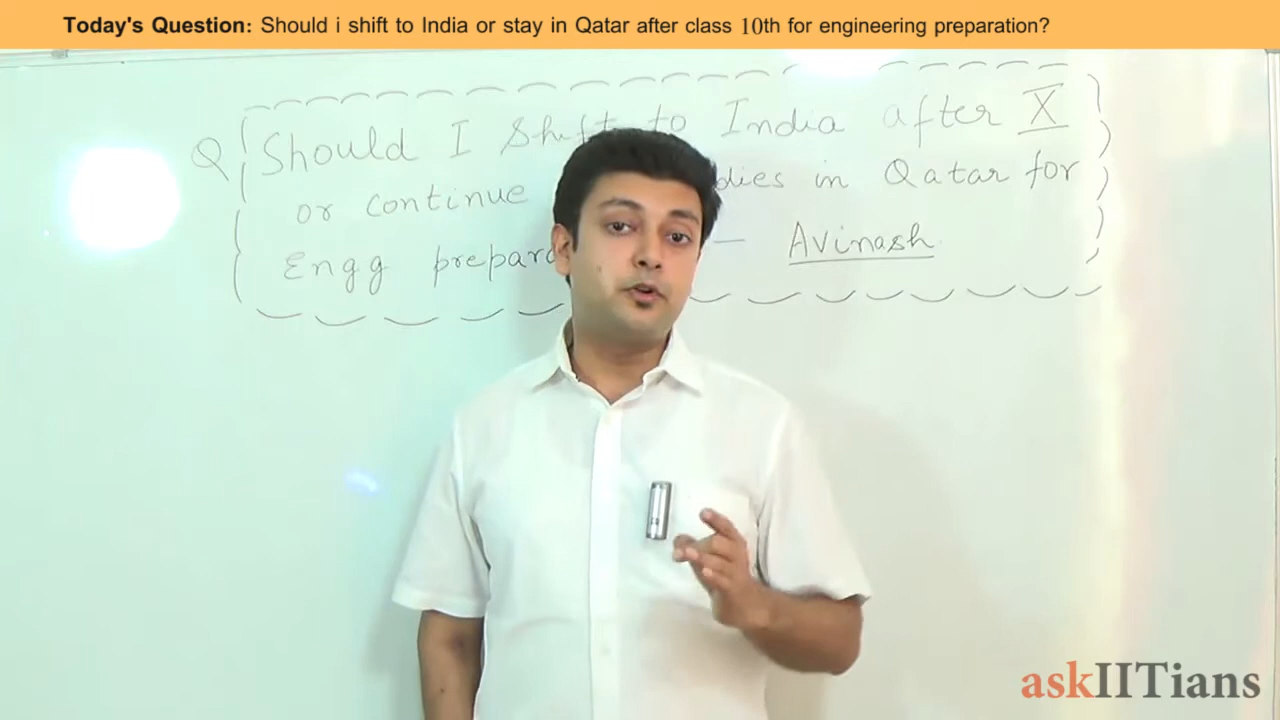 Today's Question: Should i shift to India or stay in Qatar after class 10th for engineering preparation?
Q Should I Shift to India after X
or continue dies in Qatar for
Engg prepara - Avinash
askIITians